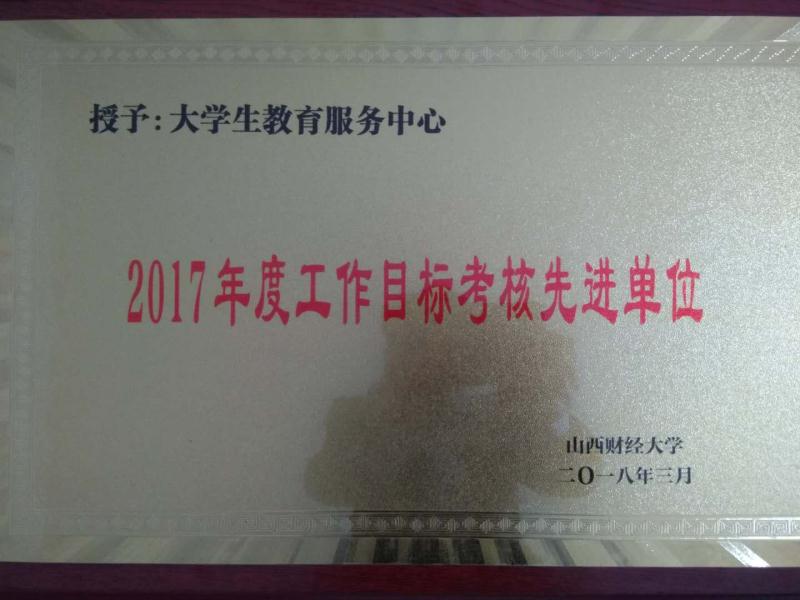 授予:大学生教育服务中心
2017年度工作目标考核先进单位
山西财经大学
二〇一八年三月